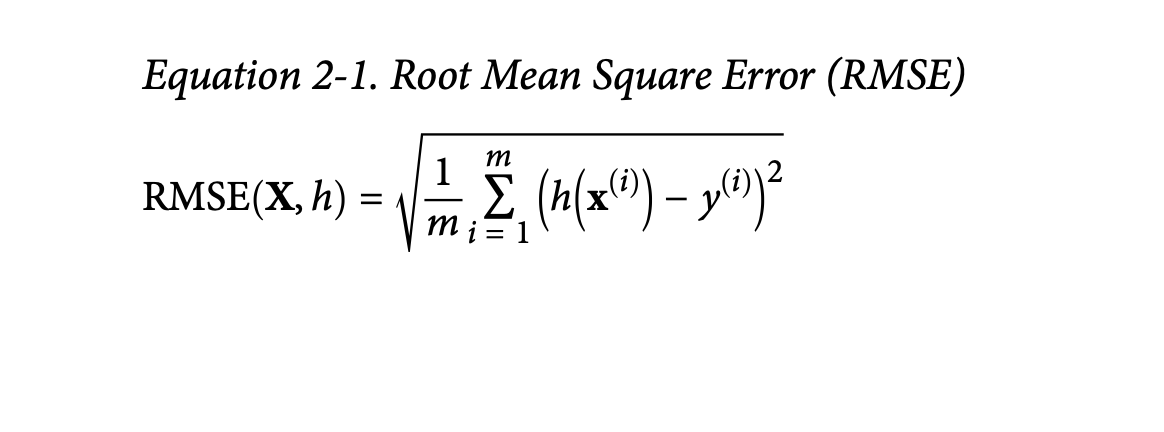 Equation 2-1. Root Mean Square Error (RMSE)
RMSE(X, h) = √(1/m ∑_{i = 1}^{m} (h(x^{(i)}) − y^{(i)})^2)